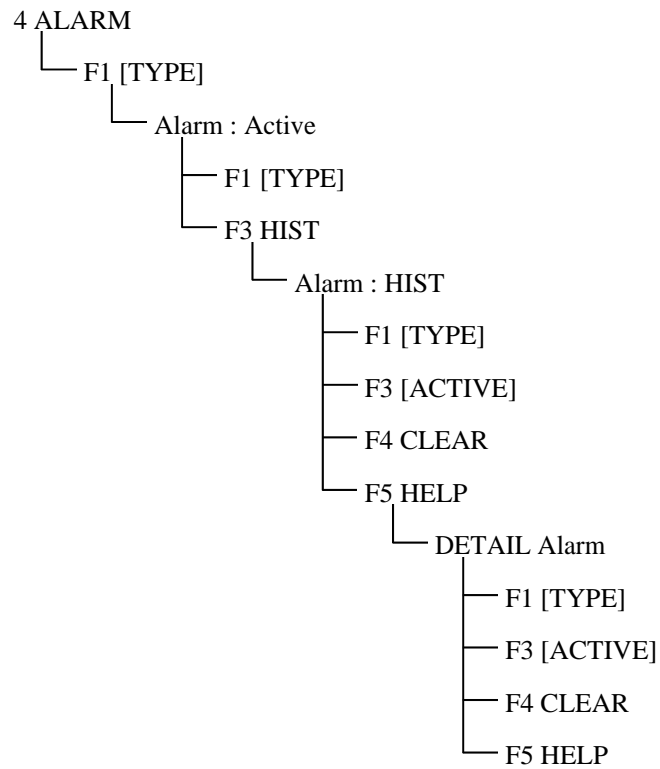 4 ALARM
F1 [TYPE]
Alarm : Active
F1 [TYPE]
F3 HIST
Alarm : HIST
F1 [TYPE]
F3 [ACTIVE]
F4 CLEAR
F5 HELP
DETAIL Alarm
F1 [TYPE]
F3 [ACTIVE]
F4 CLEAR
F5 HELP